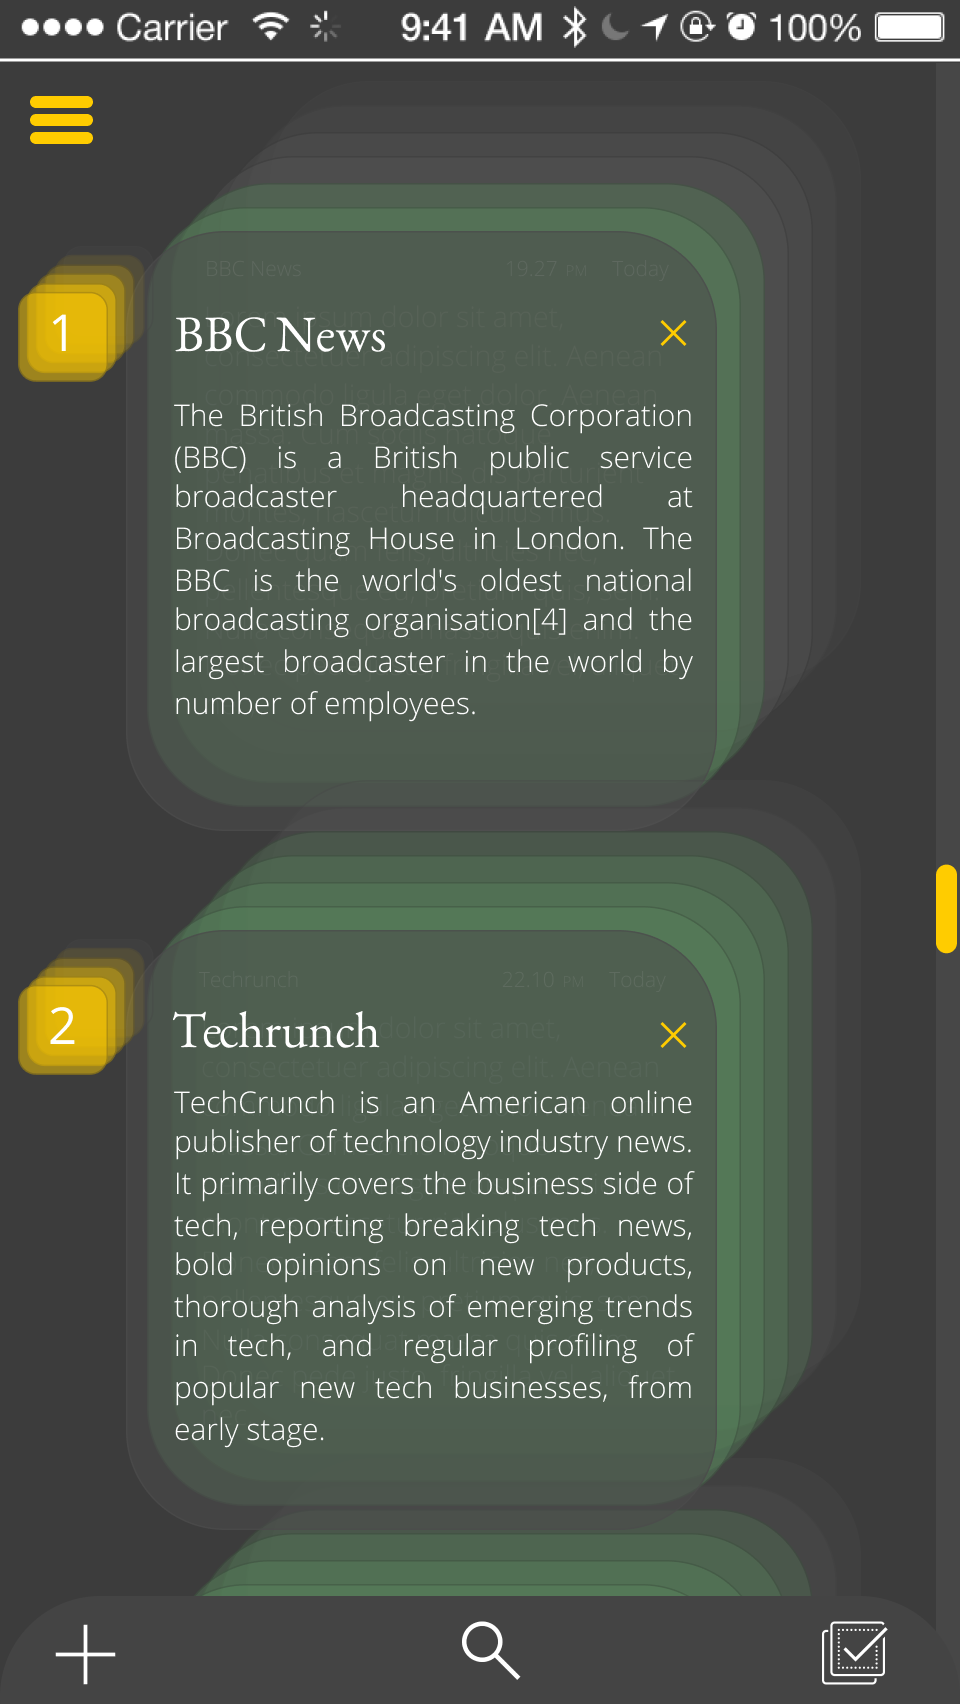 Carrier 9:41 AM 100%
BBC News 19.27 PM Today
1
BBC News
The British Broadcasting Corporation
(BBC) is a British public service
broadcaster headquartered at
Broadcasting House in London. The
BBC is the world's oldest national
broadcasting organisation[4] and the
largest broadcaster in the world by
number of employees.
Techrunch 22.10 PM Today
2
Techrunch
TechCrunch is an American online
publisher of technology industry news.
It primarily covers the business side of
tech, reporting breaking tech news,
bold opinions on new products,
thorough analysis of emerging trends
in tech, and regular profiling of
popular new tech businesses, from
early stage.